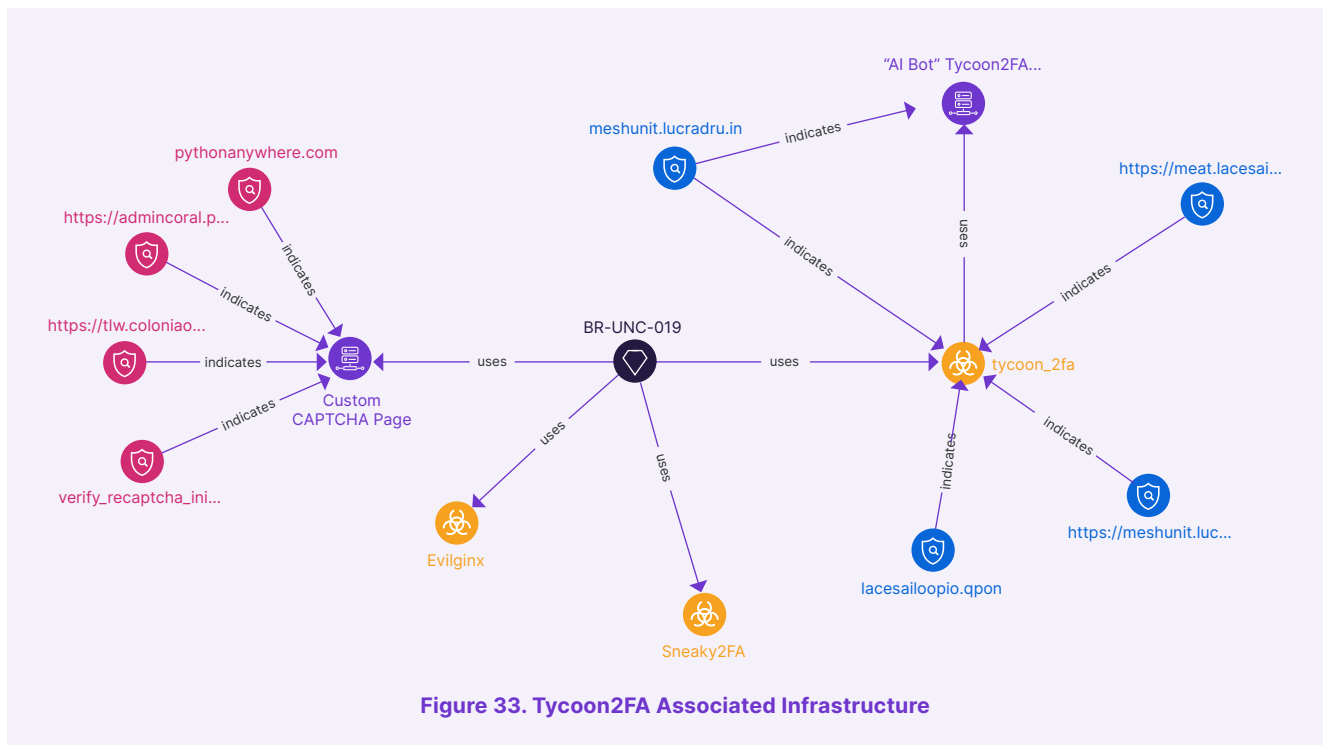 “AI Bot” Tycoon2FA...
meshunit.lucradru.in
indicates
pythonanywhere.com
https://meat.lacesai...
https://admincoral.p...
uses
indicates
indicates
indicates
indicates
https://tlw.coloniao...
BR-UNC-019
indicates
uses
uses
tycoon_2fa
Custom
CAPTCHA Page
indicates
uses
uses
indicates
indicates
verify_recaptcha_ini...
https://meshunit.luc...
Evilginx
lacesailoopio.qpon
Sneaky2FA
Figure 33. Tycoon2FA Associated Infrastructure